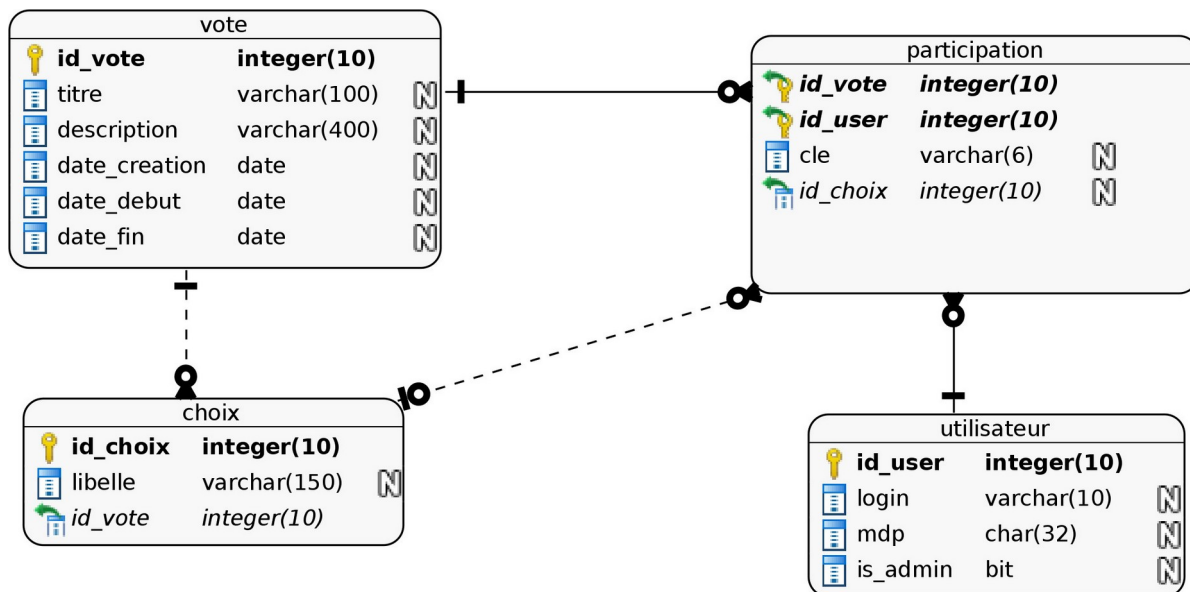 vote
id_vote integer(10)
titre varchar(100) N
description varchar(400) N
date_creation date N
date_debut date N
date_fin date N
participation
id_vote integer(10)
id_user integer(10)
cle varchar(6) N
id_choix integer(10) N
choix
id_choix integer(10)
libelle varchar(150) N
id_vote integer(10)
utilisateur
id_user integer(10)
login varchar(10) N
mdp char(32) N
is_admin bit N